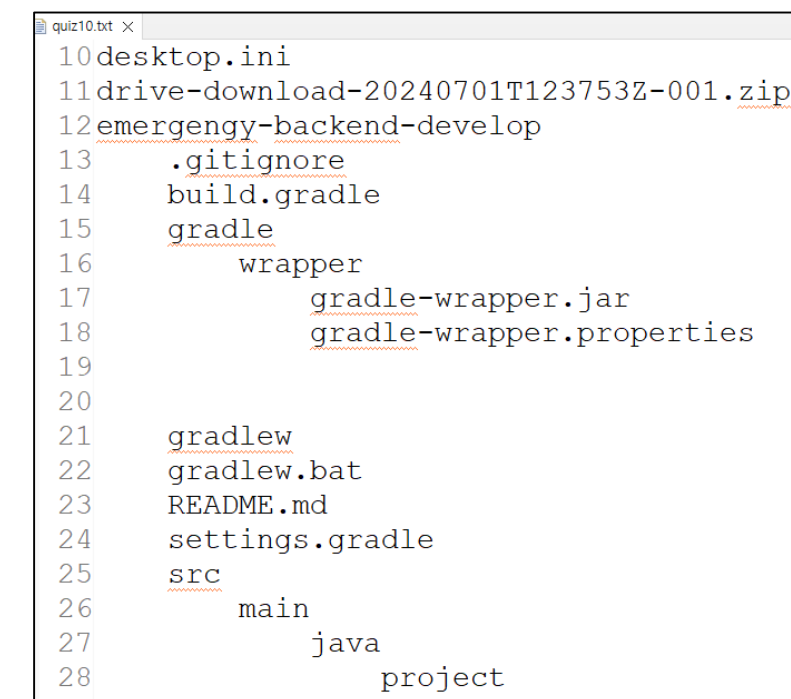 quiz10.txt ×
10desktop.ini
11drive-download-20240701T123753Z-001.zip
12emergengy-backend-develop
13    .gitignore
14    build.gradle
15    gradle
16        wrapper
17            gradle-wrapper.jar
18            gradle-wrapper.properties
19
20
21    gradlew
22    gradlew.bat
23    README.md
24    settings.gradle
25    src
26        main
27            java
28                project